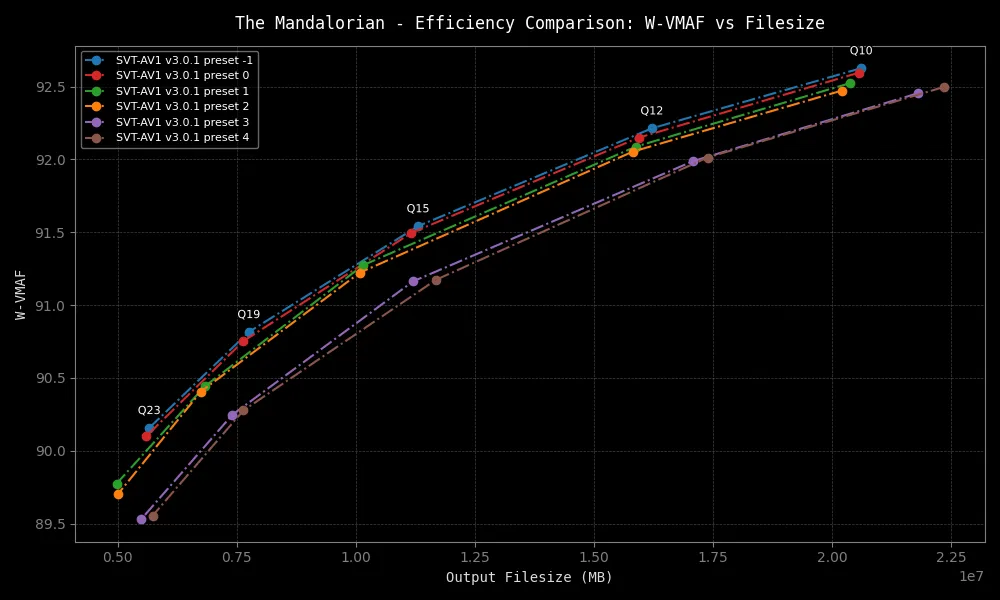 The Mandalorian - Efficiency Comparison: W-VMAF vs Filesize
SVT-AV1 v3.0.1 preset -1
SVT-AV1 v3.0.1 preset 0
SVT-AV1 v3.0.1 preset 1
SVT-AV1 v3.0.1 preset 2
SVT-AV1 v3.0.1 preset 3
SVT-AV1 v3.0.1 preset 4
Q10
Q12
Q15
Q19
Q23
W-VMAF
92.5
92.0
91.5
91.0
90.5
90.0
89.5
0.50
0.75
1.00
1.25
1.50
1.75
2.00
2.25
1e7
Output Filesize (MB)